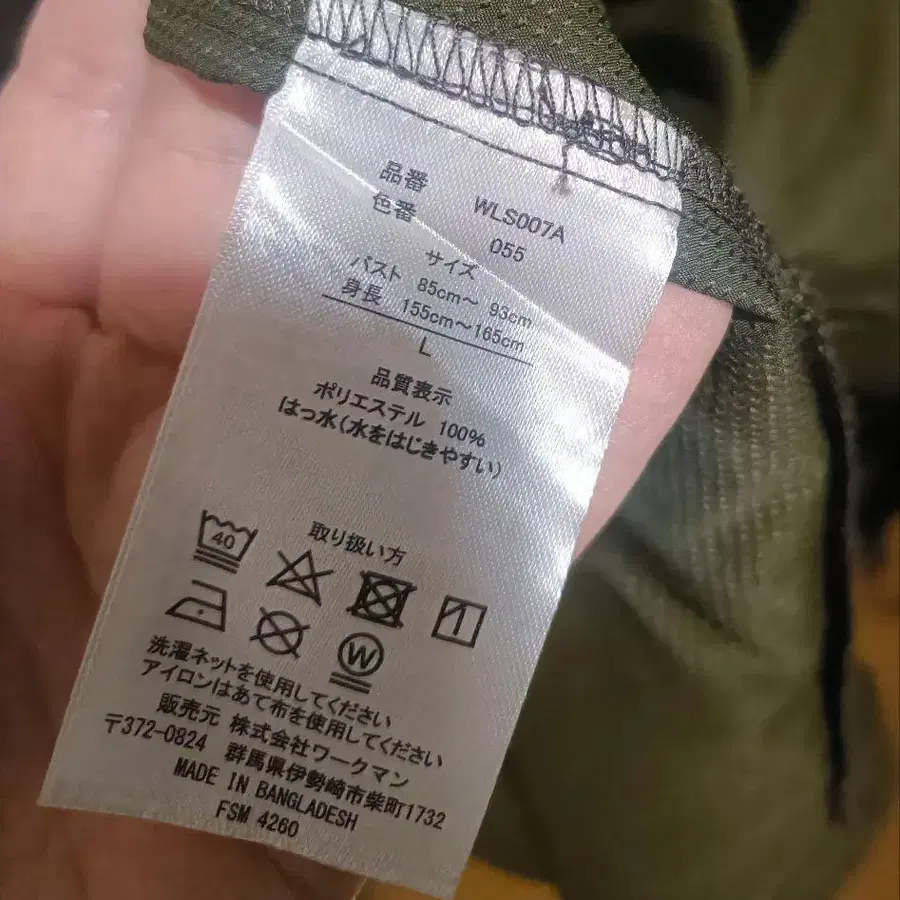 品番 WLS007A
色番 055
サイズ
バスト 85cm～ 93cm
身長 155cm～165cm
L
品質表示
ポリエステル 100%
はっ水(水をはじきやすい)
取り扱い方
40
W
洗濯ネットを使用してください
アイロンはあて布を使用してください
販売元 株式会社ワークマン
〒372-0824 群馬県伊勢崎市柴町1732
MADE IN BANGLADESH
FSM 4260